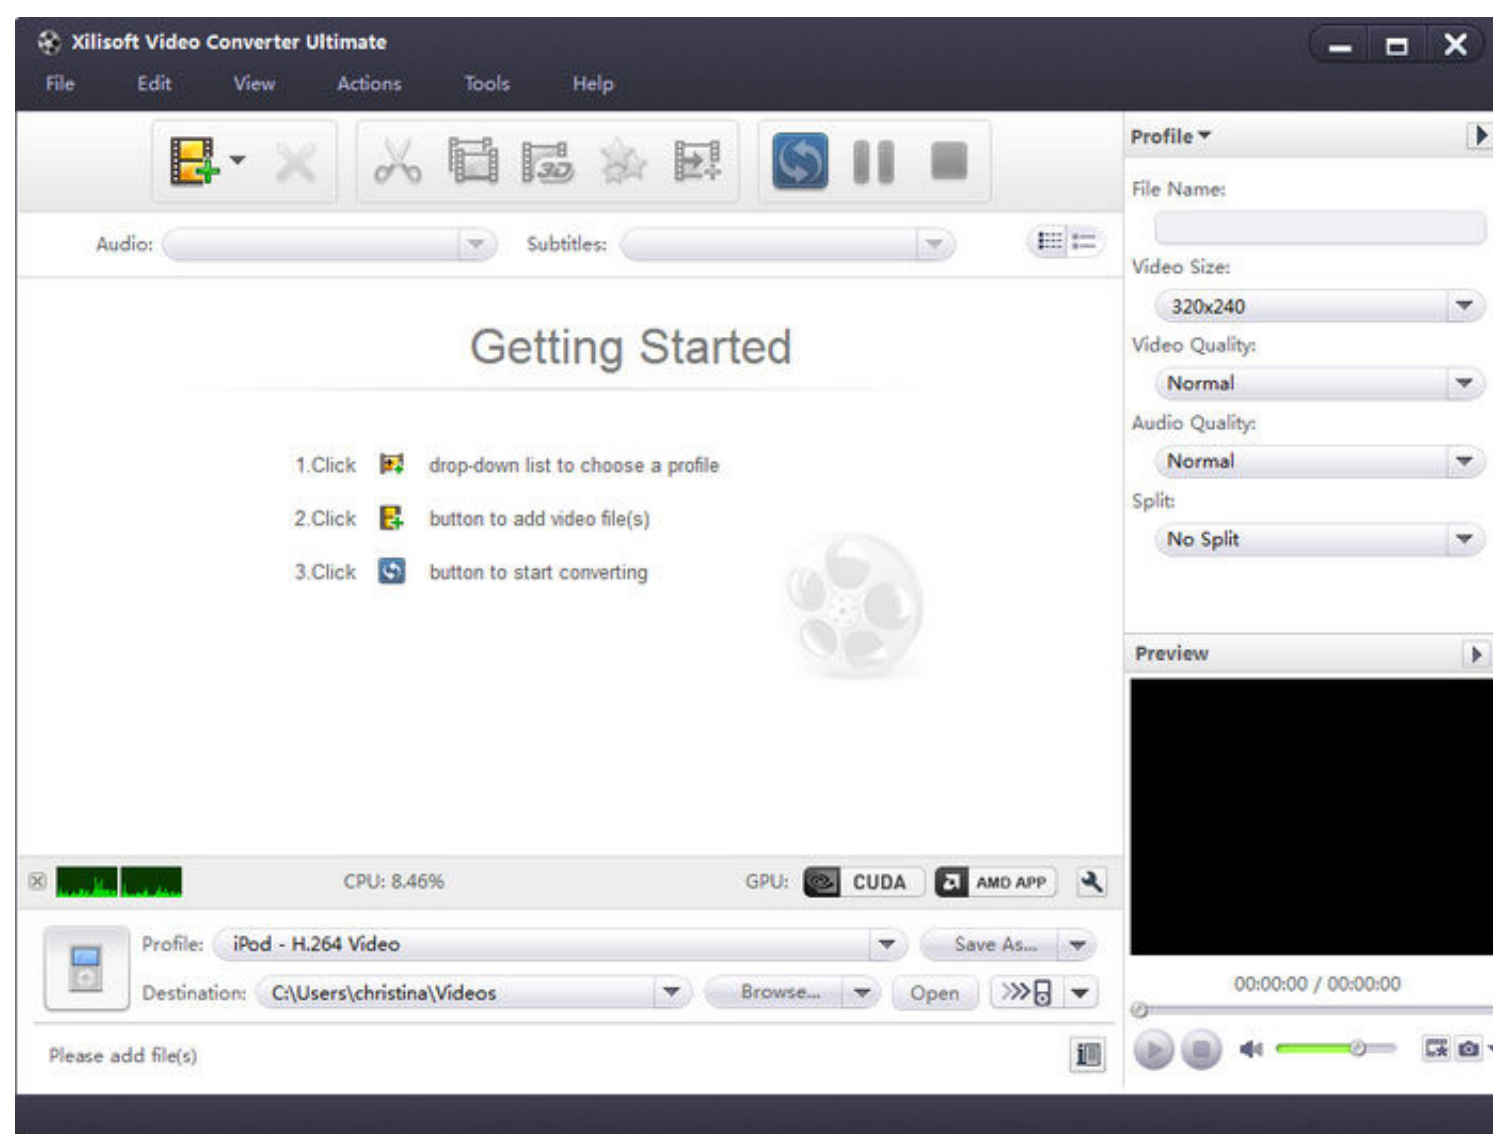 Xilisoft Video Converter Ultimate
File Edit View Actions Tools Help
3D
Audio: Subtitles:
Getting Started
1.Click drop-down list to choose a profile
2.Click button to add video file(s)
3.Click button to start converting
CPU: 8.46% GPU: CUDA AMD APP
Profile: iPod - H.264 Video Save As...
Destination: C:\Users\christina\Videos Browse... Open
Please add file(s)
Profile
File Name:
Video Size:
320x240
Video Quality:
Normal
Audio Quality:
Normal
Split:
No Split
Preview
00:00:00 / 00:00:00